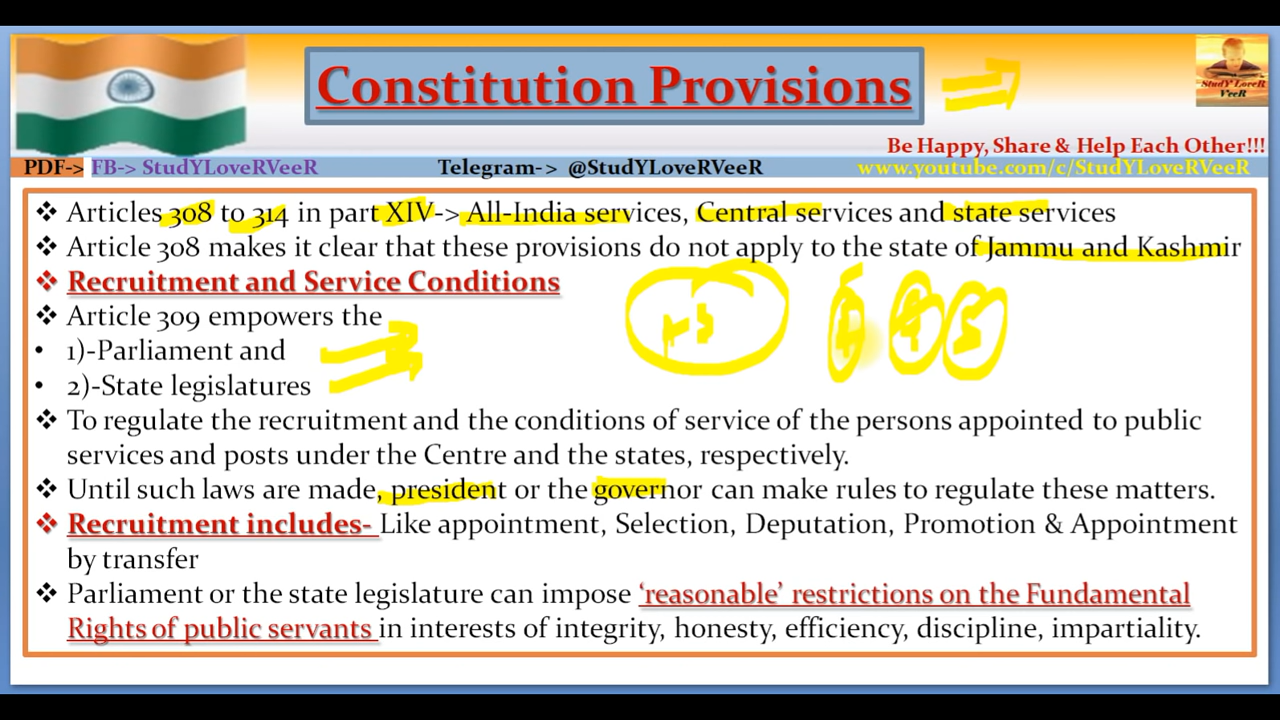 Constitution Provisions
StudY LoveR
VeeR
Be Happy, Share & Help Each Other!!!
PDF-> FB-> StudYLoveRVeeR Telegram-> @StudYLoveRVeeR www.youtube.com/c/StudYLoveRVeeR
❖ Articles 308 to 314 in part XIV-> All-India services, Central services and state services
❖ Article 308 makes it clear that these provisions do not apply to the state of Jammu and Kashmir
❖ Recruitment and Service Conditions
❖ Article 309 empowers the
• 1)-Parliament and
• 2)-State legislatures
❖ To regulate the recruitment and the conditions of service of the persons appointed to public
services and posts under the Centre and the states, respectively.
❖ Until such laws are made, president or the governor can make rules to regulate these matters.
❖ Recruitment includes- Like appointment, Selection, Deputation, Promotion & Appointment
by transfer
❖ Parliament or the state legislature can impose ‘reasonable’ restrictions on the Fundamental
Rights of public servants in interests of integrity, honesty, efficiency, discipline, impartiality.